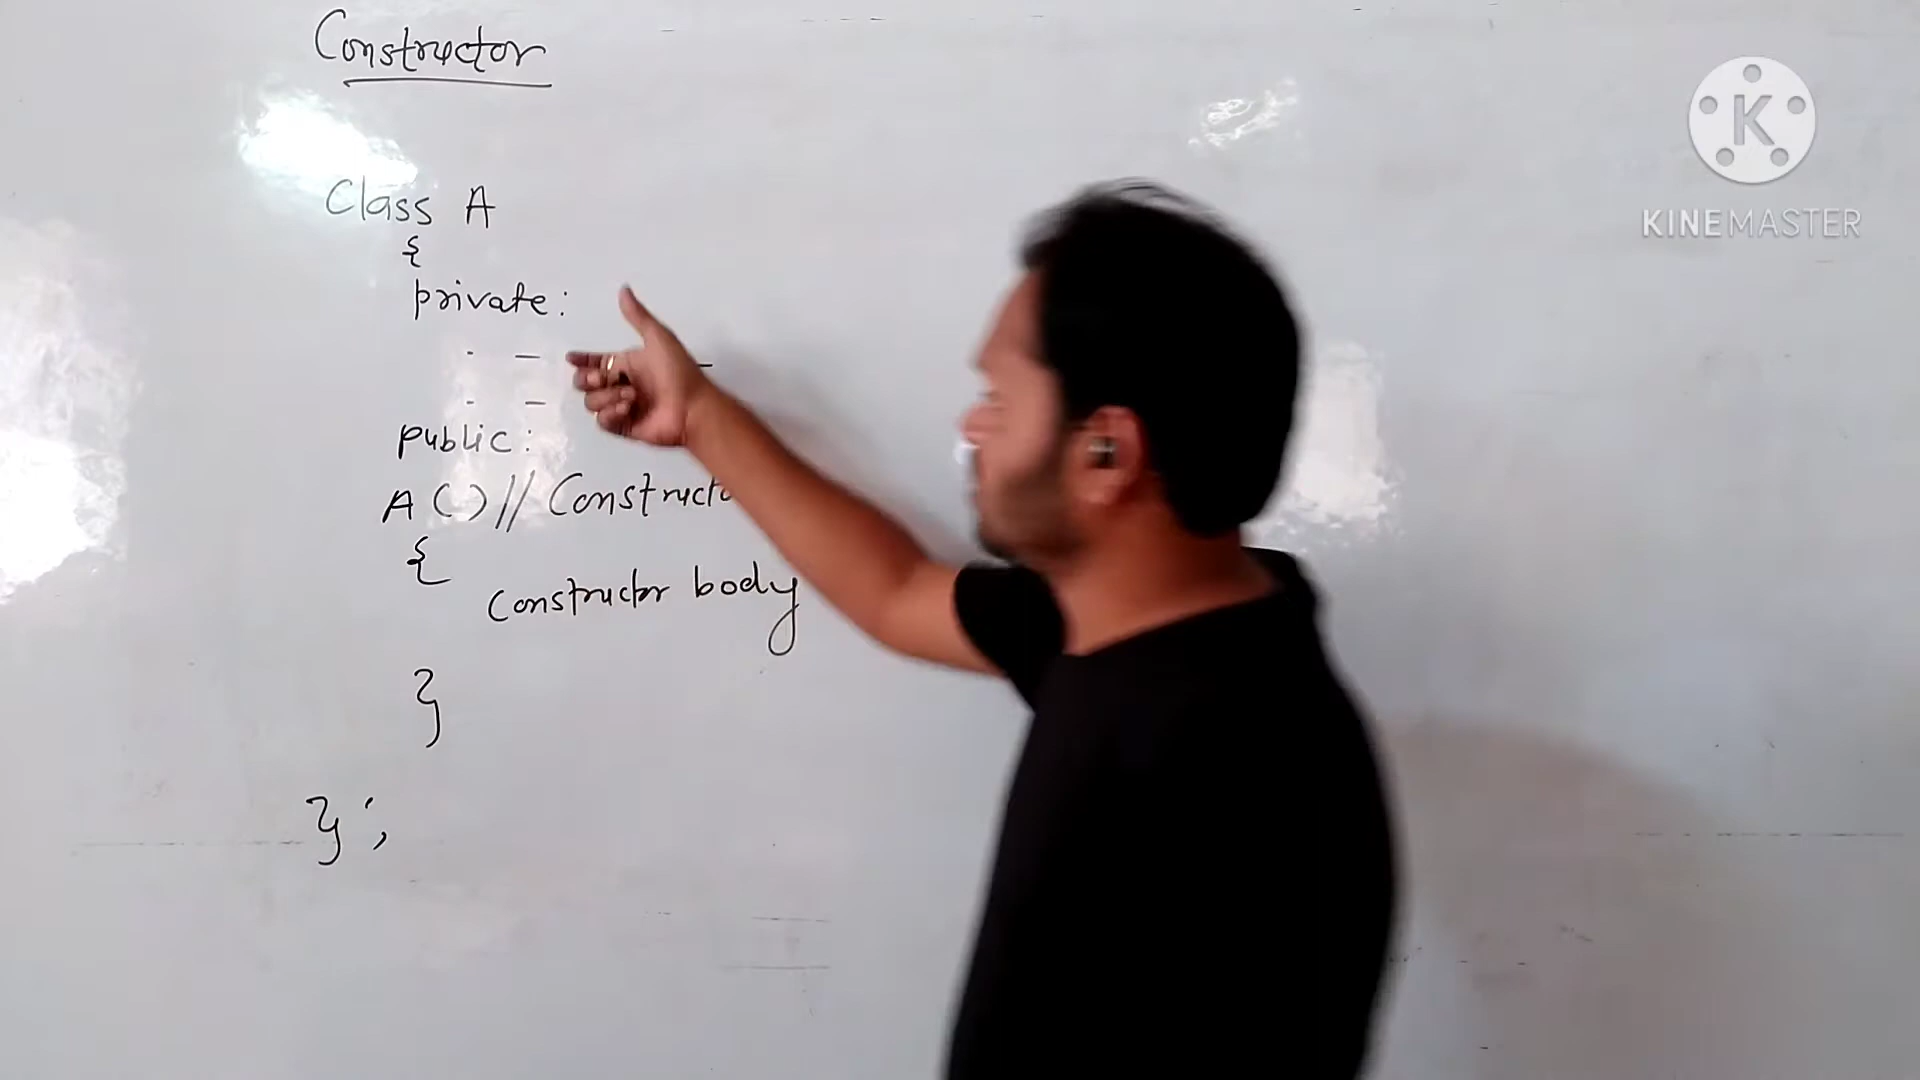 Constructor
Class A
{
private:
. –
–
. –
public:
A() // Constructo
{
Constructor body
}
};
K
KINEMASTER